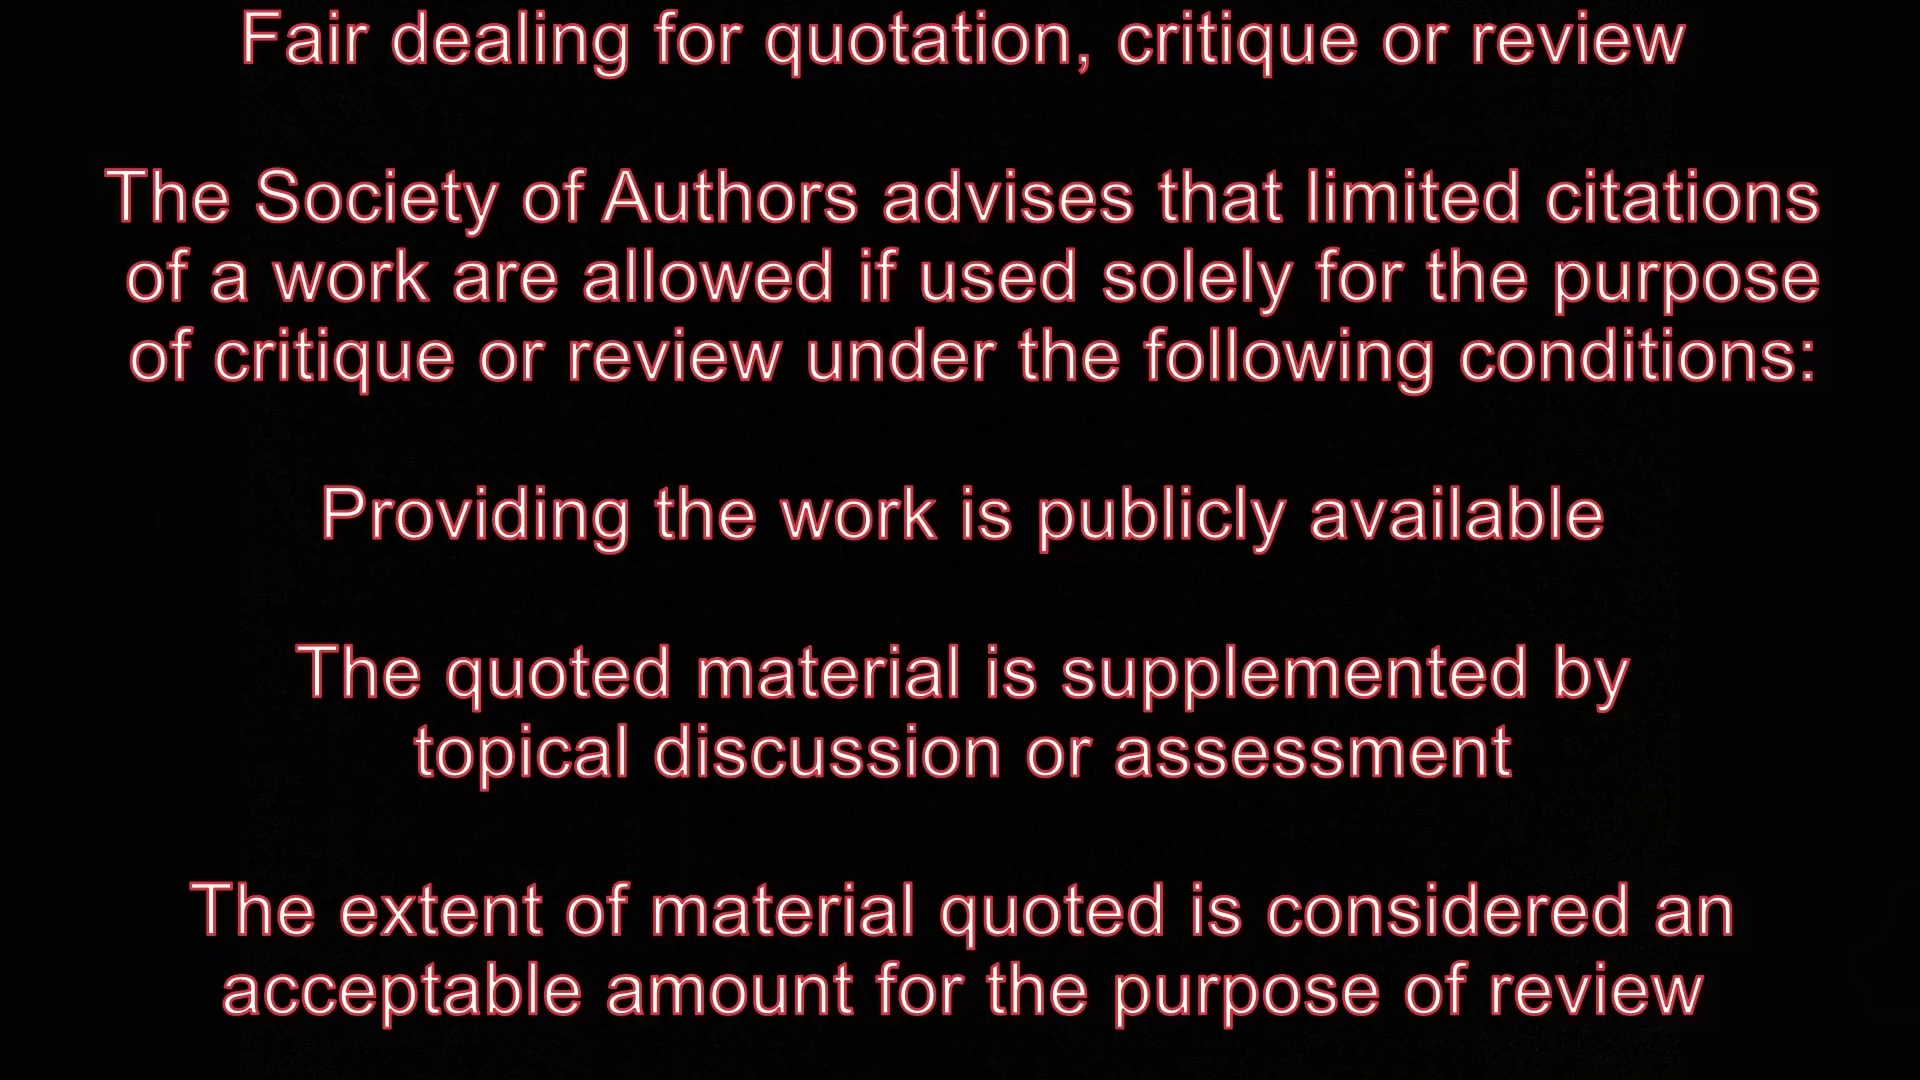 Fair dealing for quotation, critique or review
The Society of Authors advises that limited citations
of a work are allowed if used solely for the purpose
of critique or review under the following conditions:
Providing the work is publicly available
The quoted material is supplemented by
topical discussion or assessment
The extent of material quoted is considered an
acceptable amount for the purpose of review